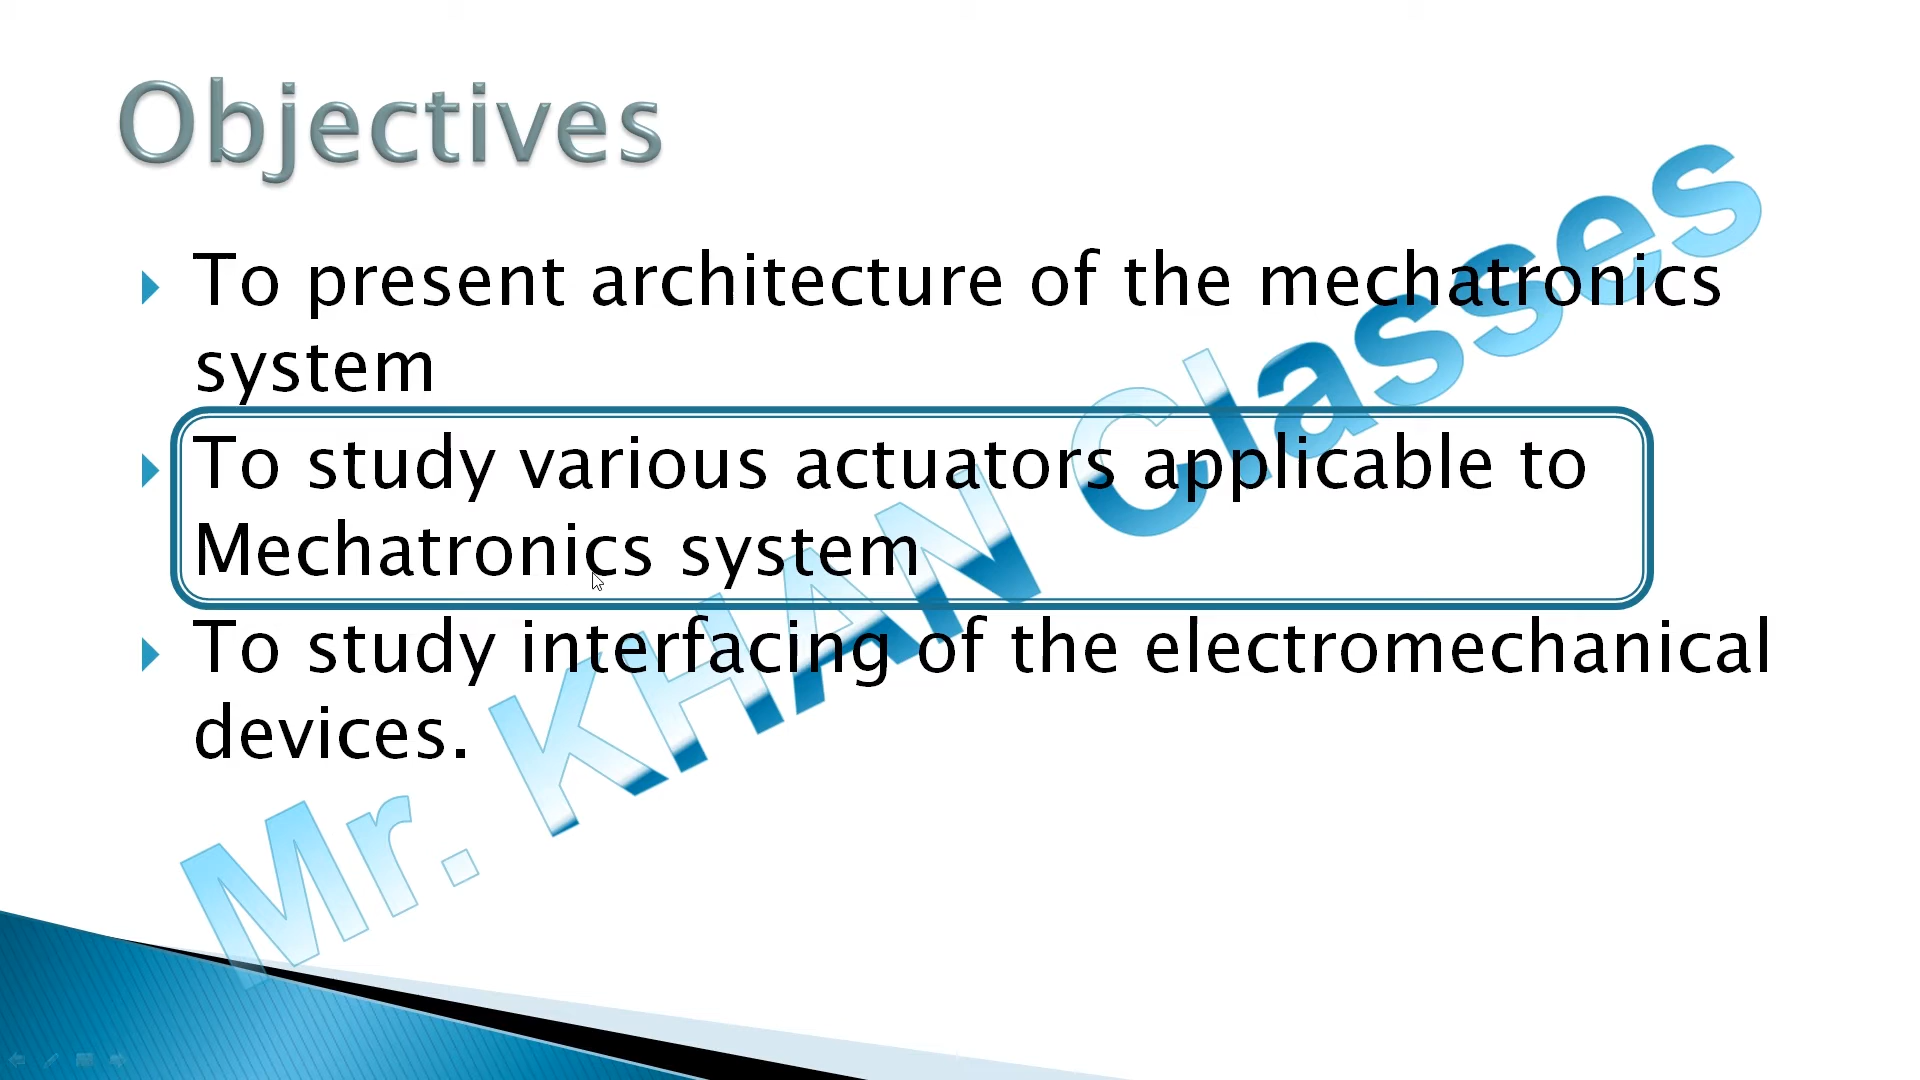 Objectives
To present architecture of the mechatronics
system
To study various actuators applicable to
Mechatronics system
To study interfacing of the electromechanical
devices.
Mr. KHAN Classes